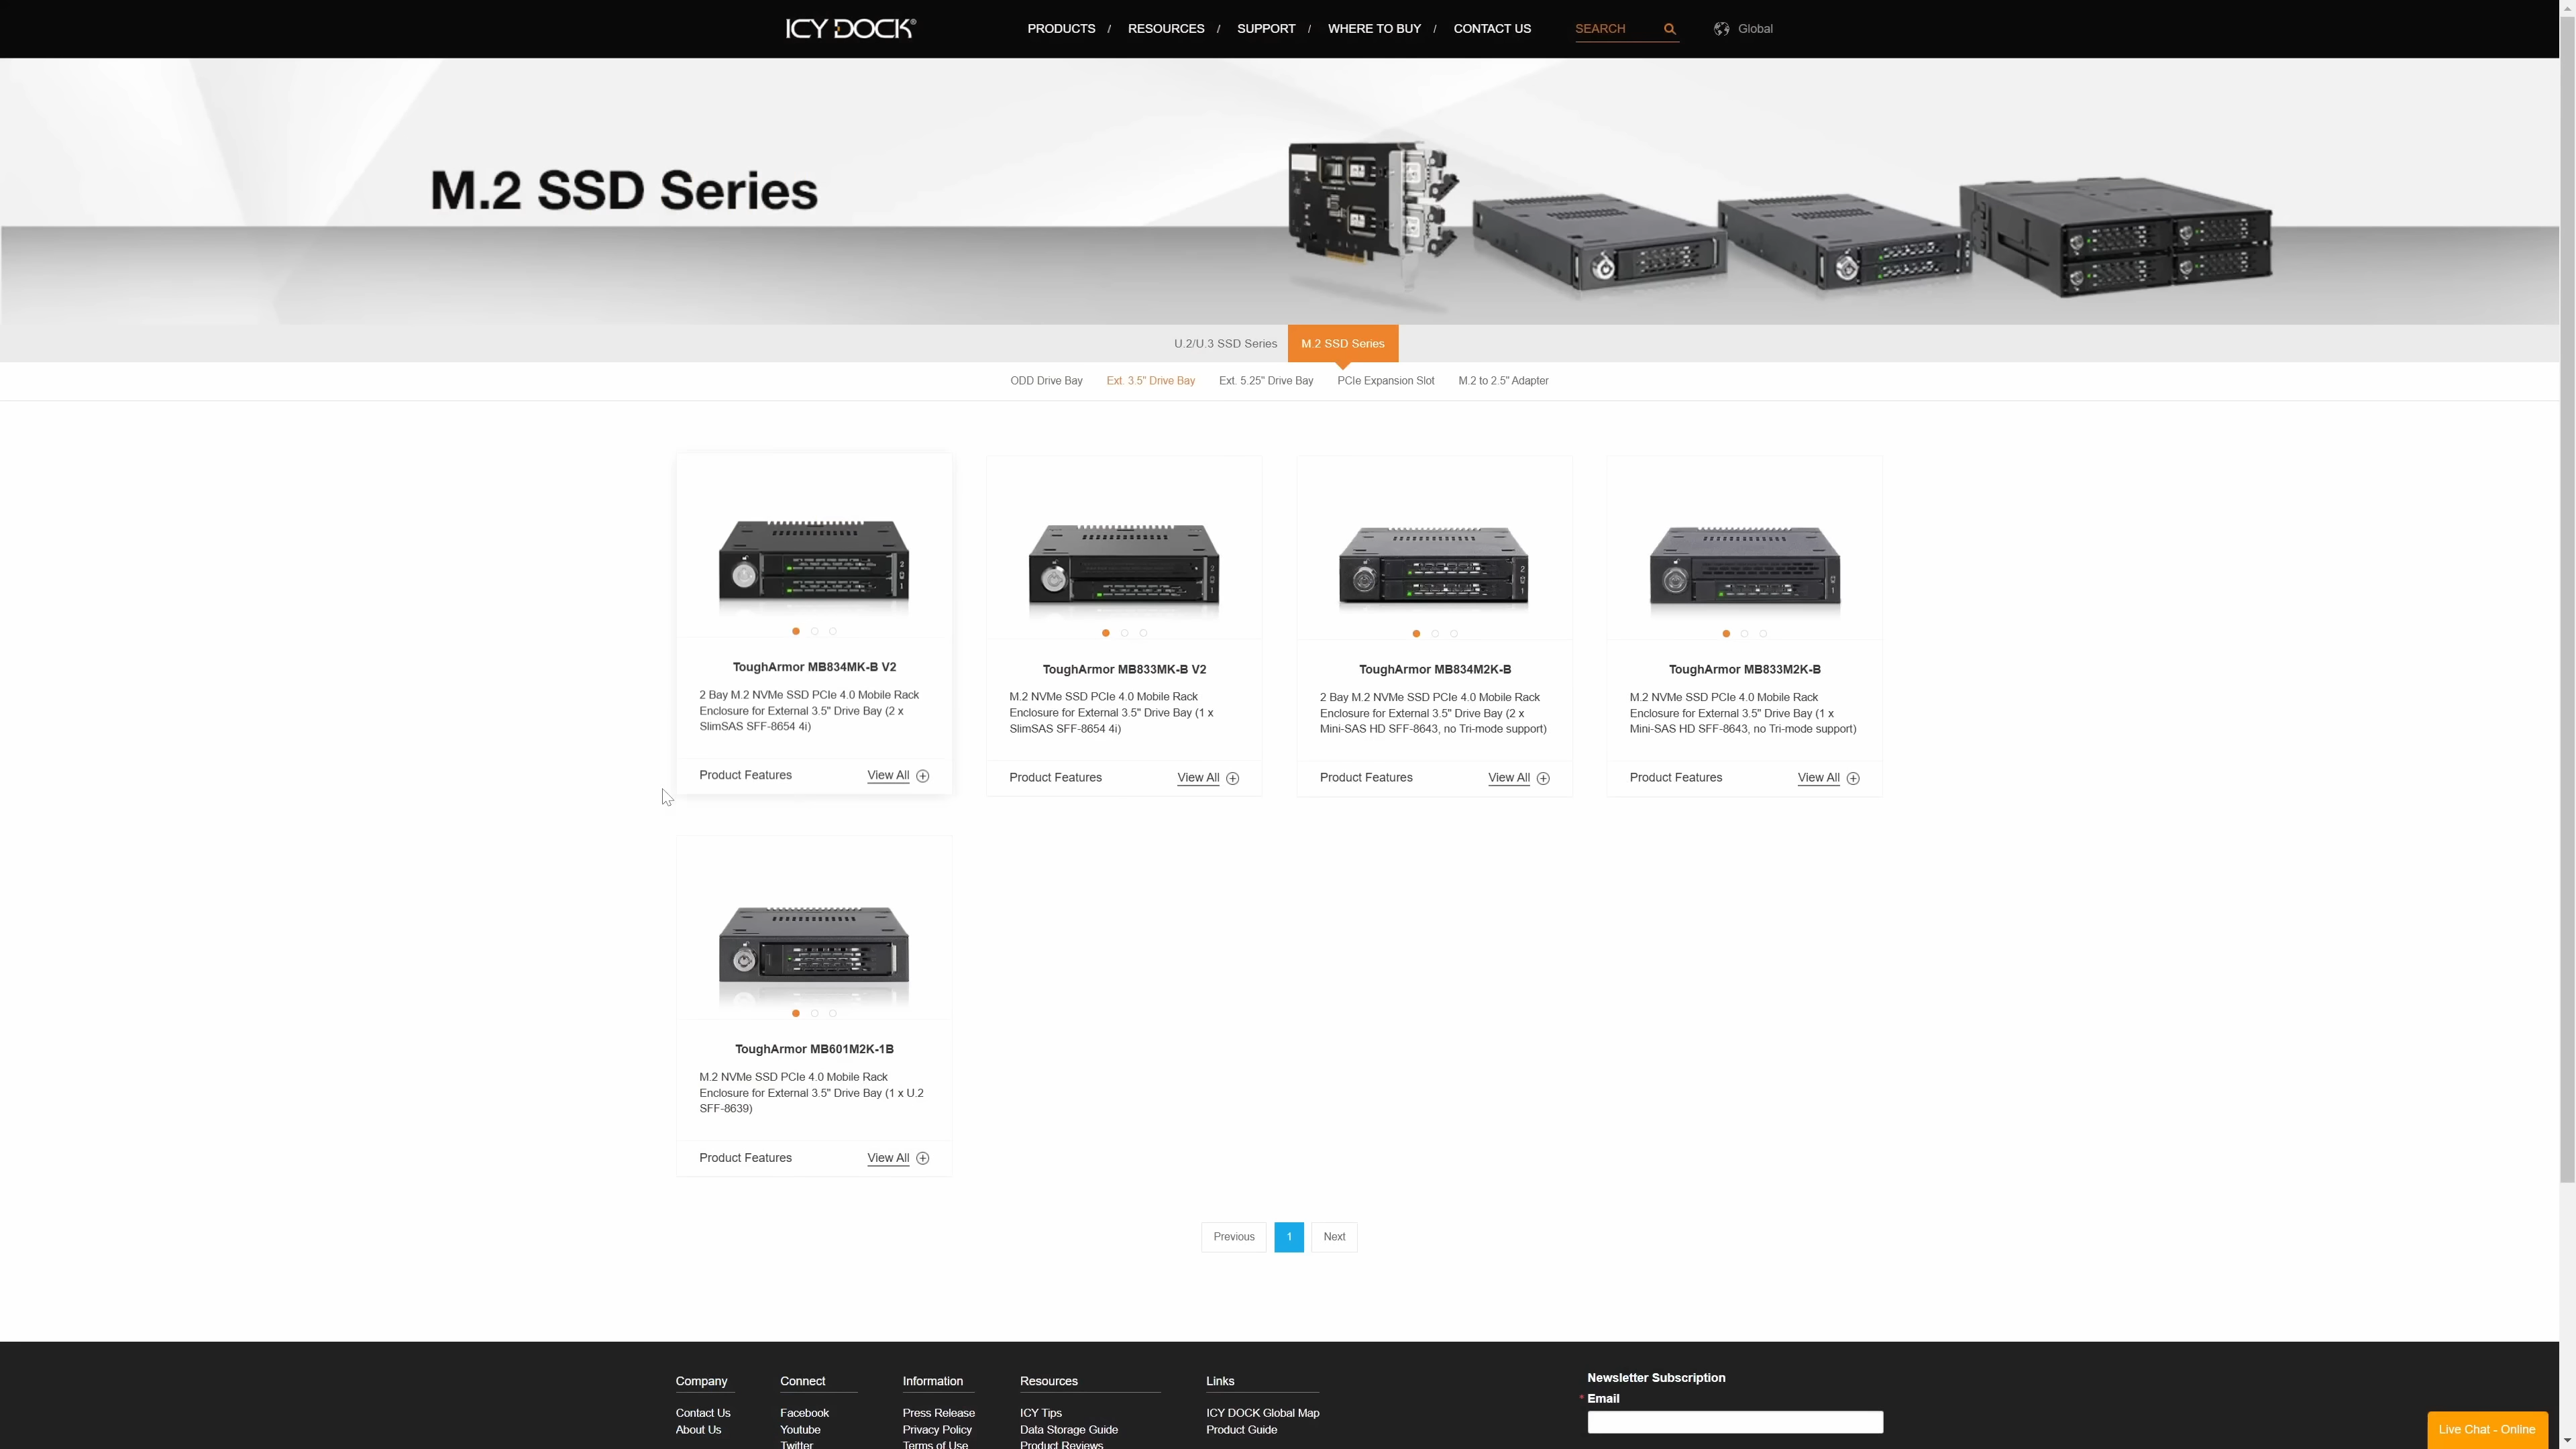 ICY DOCK®
PRODUCTS / RESOURCES / SUPPORT / WHERE TO BUY / CONTACT US
SEARCH
Global
M.2 SSD Series
U.2/U.3 SSD Series
M.2 SSD Series
ODD Drive Bay
Ext. 3.5" Drive Bay
Ext. 5.25" Drive Bay
PCIe Expansion Slot
M.2 to 2.5" Adapter
ToughArmor MB834MK-B V2
2 Bay M.2 NVMe SSD PCIe 4.0 Mobile Rack
Enclosure for External 3.5" Drive Bay (2 x
SlimSAS SFF-8654 4i)
Product Features
View All
ToughArmor MB833MK-B V2
M.2 NVMe SSD PCIe 4.0 Mobile Rack
Enclosure for External 3.5" Drive Bay (1 x
SlimSAS SFF-8654 4i)
Product Features
View All
ToughArmor MB834M2K-B
2 Bay M.2 NVMe SSD PCIe 4.0 Mobile Rack
Enclosure for External 3.5" Drive Bay (2 x
Mini-SAS HD SFF-8643, no Tri-mode support)
Product Features
View All
ToughArmor MB833M2K-B
M.2 NVMe SSD PCIe 4.0 Mobile Rack
Enclosure for External 3.5" Drive Bay (1 x
Mini-SAS HD SFF-8643, no Tri-mode support)
Product Features
View All
ToughArmor MB601M2K-1B
M.2 NVMe SSD PCIe 4.0 Mobile Rack
Enclosure for External 3.5" Drive Bay (1 x U.2
SFF-8639)
Product Features
View All
Previous
1
Next
Company
Contact Us
About Us
Connect
Facebook
Youtube
Twitter
Information
Press Release
Privacy Policy
Terms of Use
Resources
ICY Tips
Data Storage Guide
Product Reviews
Links
ICY DOCK Global Map
Product Guide
Newsletter Subscription
* Email
Live Chat - Online